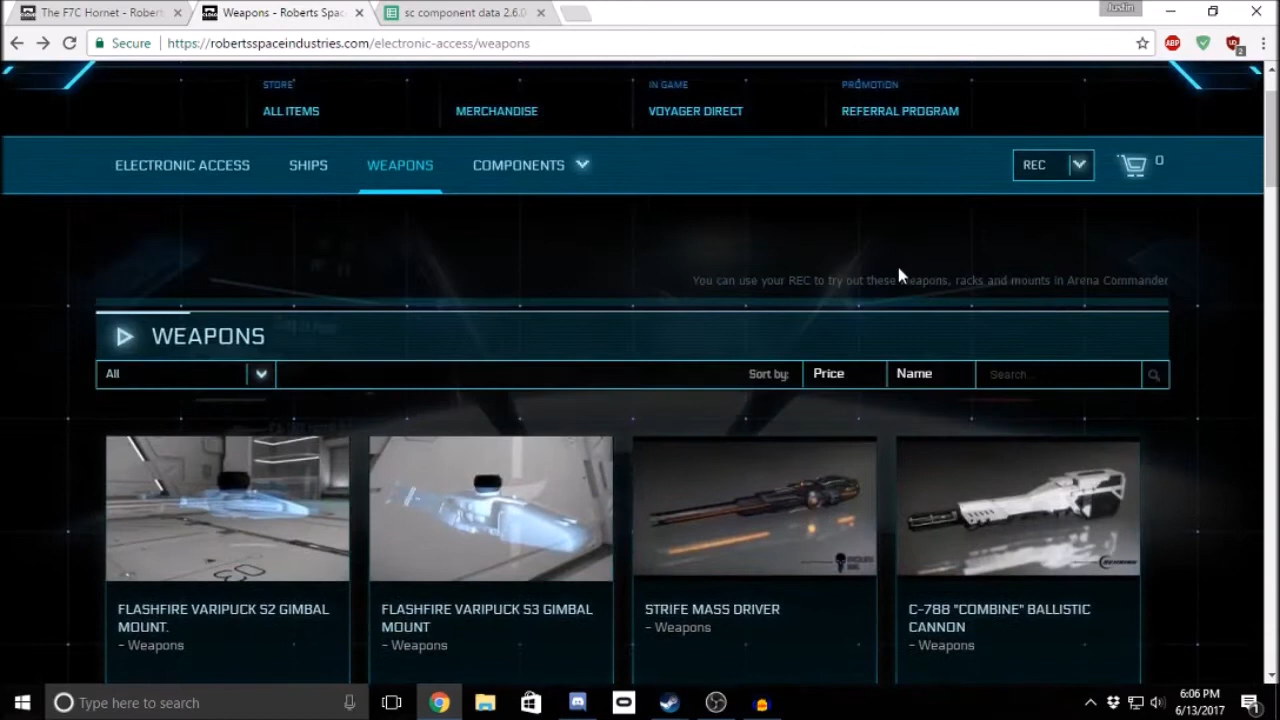 The F7C Hornet - Robert
Weapons - Roberts Spac
sc component data 2.6.0
Justin
Secure
https://robertsspaceindustries.com/electronic-access/weapons
ABP
2
STORE
IN GAME
PROMOTION
ALL ITEMS
MERCHANDISE
VOYAGER DIRECT
REFERRAL PROGRAM
ELECTRONIC ACCESS
SHIPS
WEAPONS
COMPONENTS
REC
0
You can use your REC to try out these weapons, racks and mounts in Arena Commander
WEAPONS
All
Sort by:
Price
Name
Search...
FLASHFIRE VARIPUCK S2 GIMBAL
MOUNT.
- Weapons
FLASHFIRE VARIPUCK S3 GIMBAL
MOUNT
- Weapons
STRIFE MASS DRIVER
- Weapons
C-788 "COMBINE" BALLISTIC
CANNON
- Weapons
Type here to search
6:06 PM
6/13/2017
1